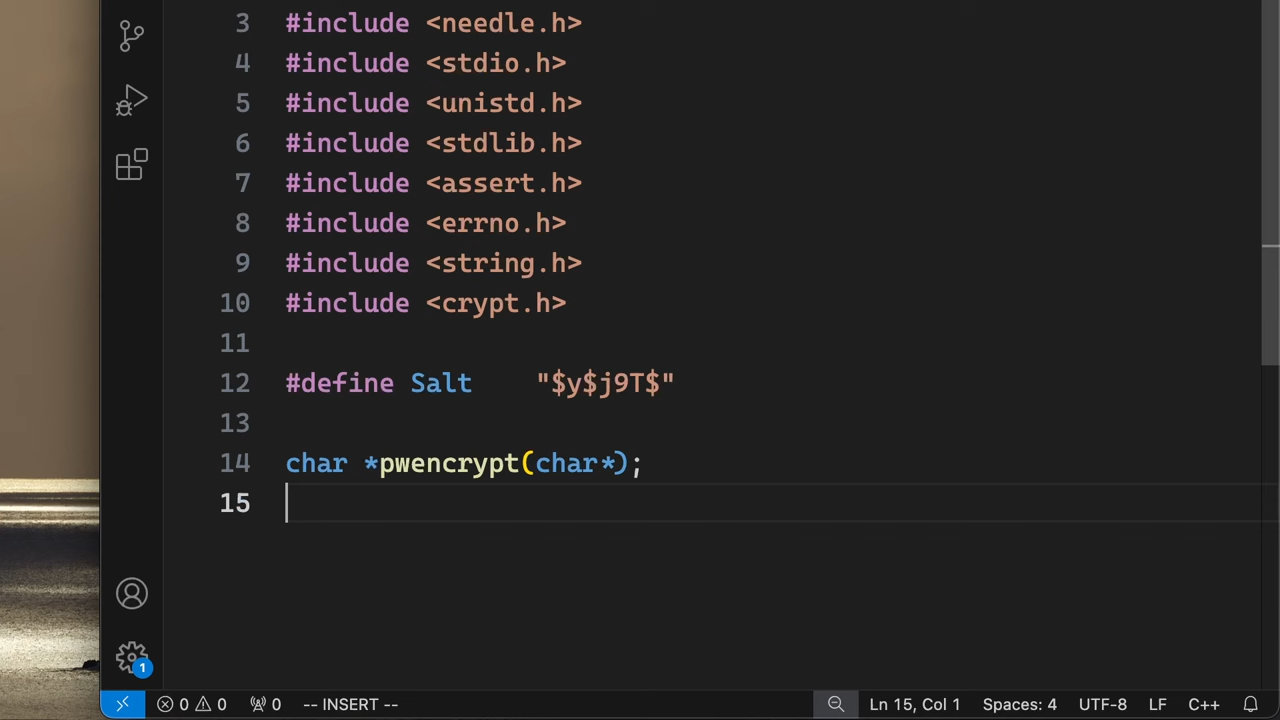 3 #include <needle.h>
4 #include <stdio.h>
5 #include <unistd.h>
6 #include <stdlib.h>
7 #include <assert.h>
8 #include <errno.h>
9 #include <string.h>
10 #include <crypt.h>
11
12 #define Salt    "$y$j9T$"
13
14 char *pwencrypt(char*);
15
1
0 0 0 -- INSERT -- Ln 15, Col 1 Spaces: 4 UTF-8 LF C++